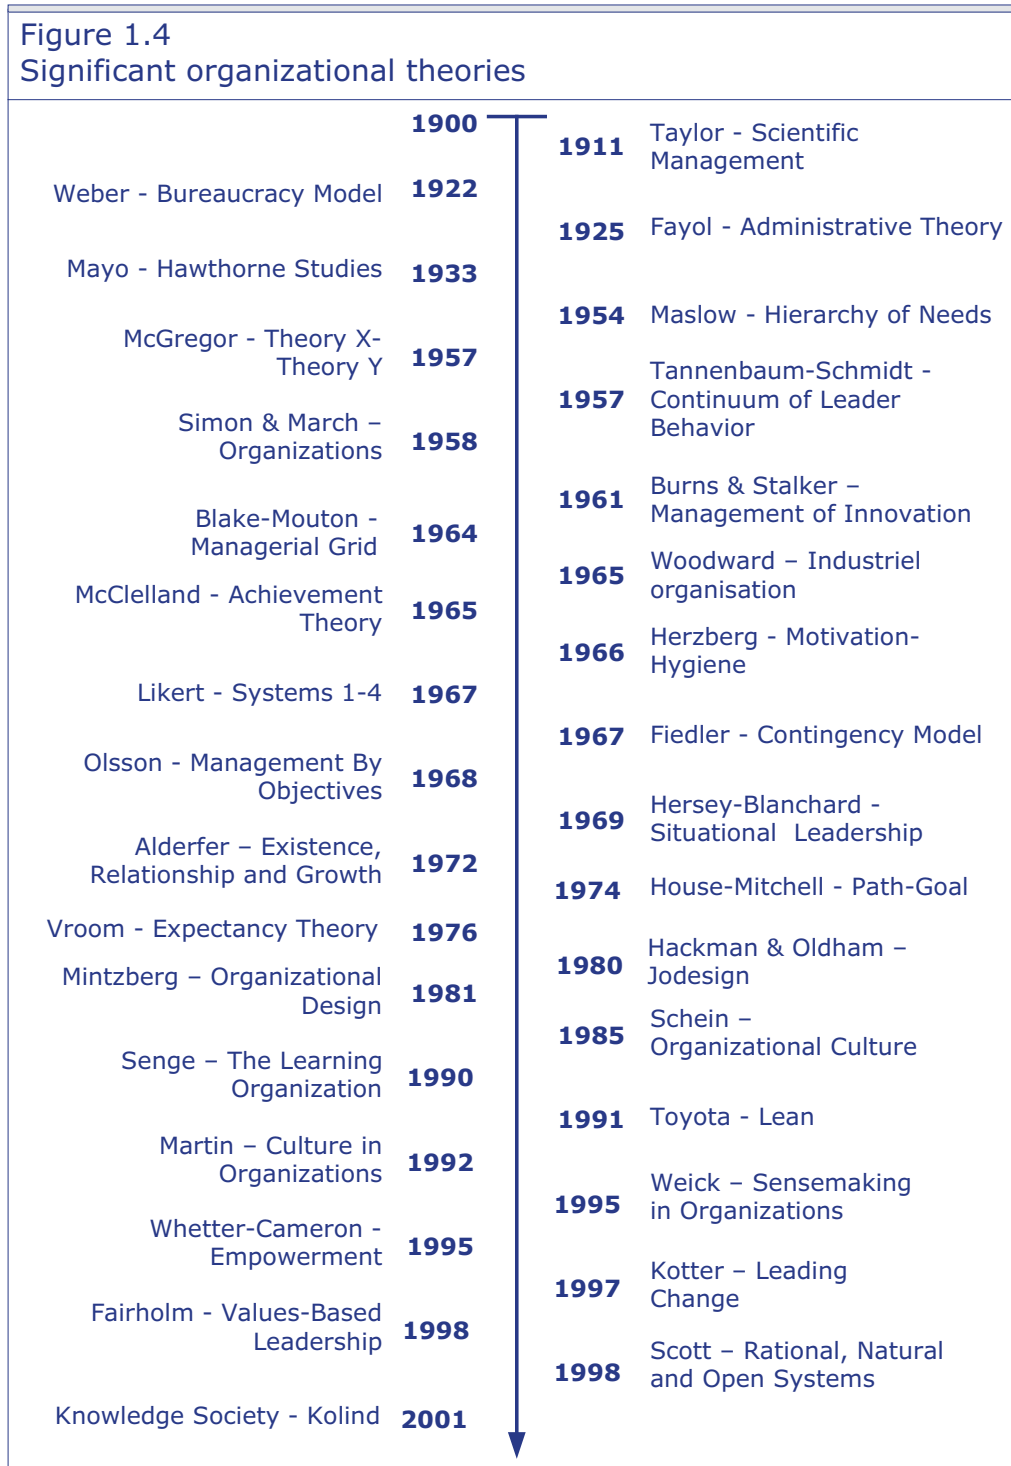 Figure 1.4
Significant organizational theories
1900
1911
Taylor - Scientific
Management
Weber - Bureaucracy Model
1922
1925
Fayol - Administrative Theory
Mayo - Hawthorne Studies
1933
1954
Maslow - Hierarchy of Needs
McGregor - Theory X-
Theory Y
1957
1957
Tannenbaum-Schmidt -
Continuum of Leader
Behavior
Simon & March –
Organizations
1958
1961
Burns & Stalker –
Management of Innovation
Blake-Mouton -
Managerial Grid
1964
1965
Woodward – Industriel
organisation
McClelland - Achievement
Theory
1965
1966
Herzberg - Motivation-
Hygiene
Likert - Systems 1-4
1967
1967
Fiedler - Contingency Model
Olsson - Management By
Objectives
1968
1969
Hersey-Blanchard -
Situational  Leadership
Alderfer – Existence,
Relationship and Growth
1972
1974
House-Mitchell - Path-Goal
Vroom - Expectancy Theory
1976
1980
Hackman & Oldham –
Jodesign
Mintzberg – Organizational
Design
1981
1985
Schein –
Organizational Culture
Senge – The Learning
Organization
1990
1991
Toyota - Lean
Martin – Culture in
Organizations
1992
1995
Weick – Sensemaking
in Organizations
Whetter-Cameron -
Empowerment
1995
1997
Kotter – Leading
Change
Fairholm - Values-Based
Leadership
1998
1998
Scott – Rational, Natural
and Open Systems
Knowledge Society - Kolind
2001